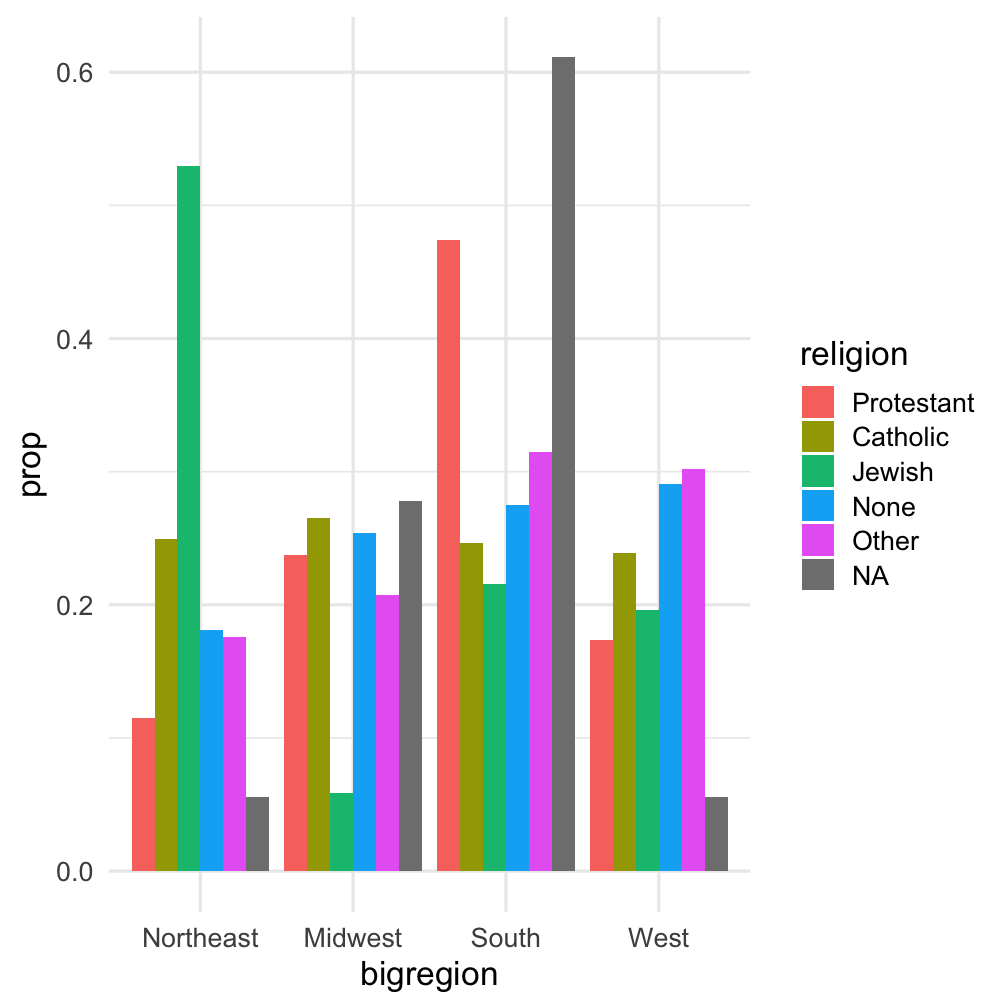 0.6
0.4
0.2
0.0
prop
Northeast Midwest South West
bigregion
religion
Protestant
Catholic
Jewish
None
Other
NA